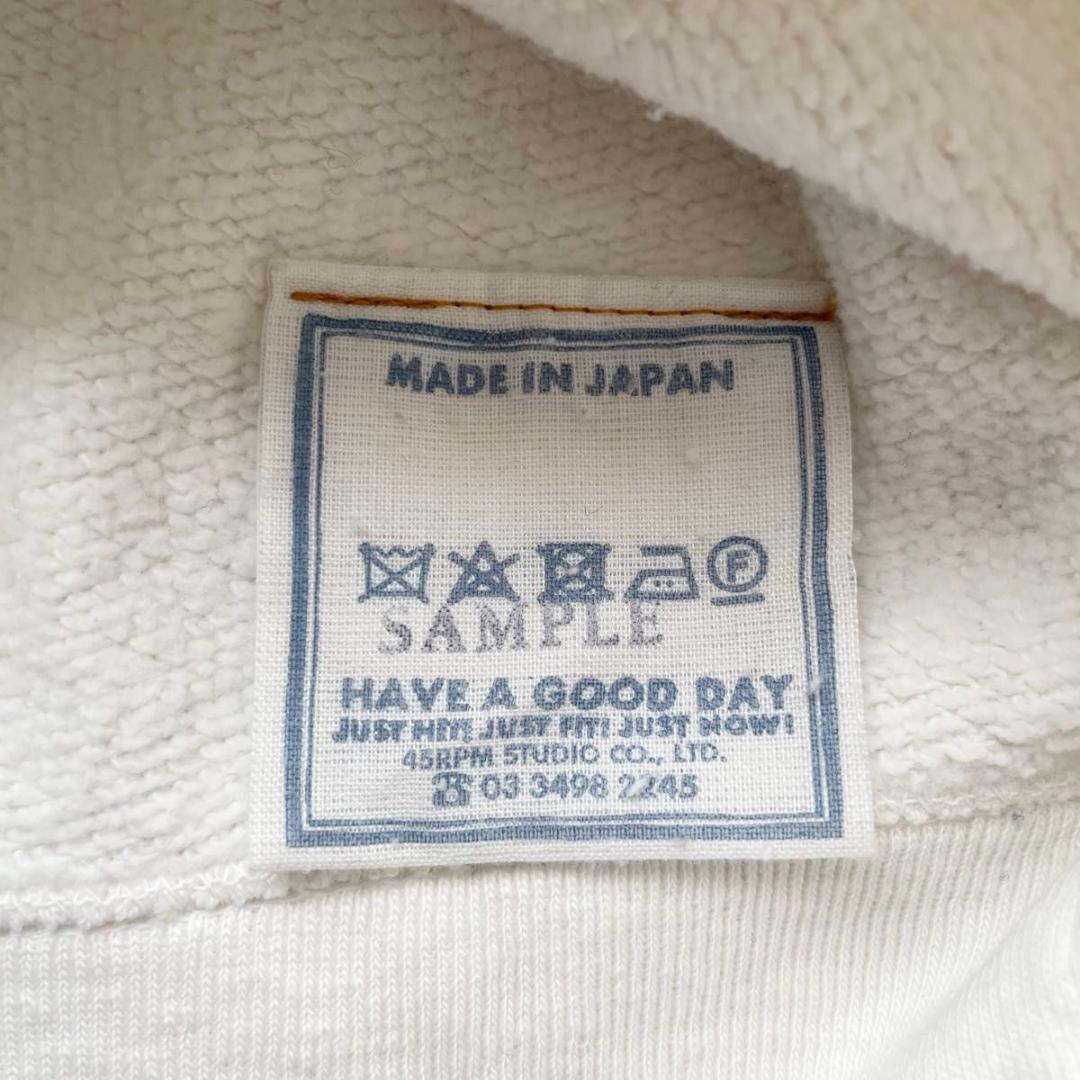 MADE IN JAPAN
F
SAMPLE
HAVE A GOOD DAY
JUST HIT! JUST FIT! JUST NOW!
45RPM STUDIO CO., LTD.
☎ 03 3498 2245